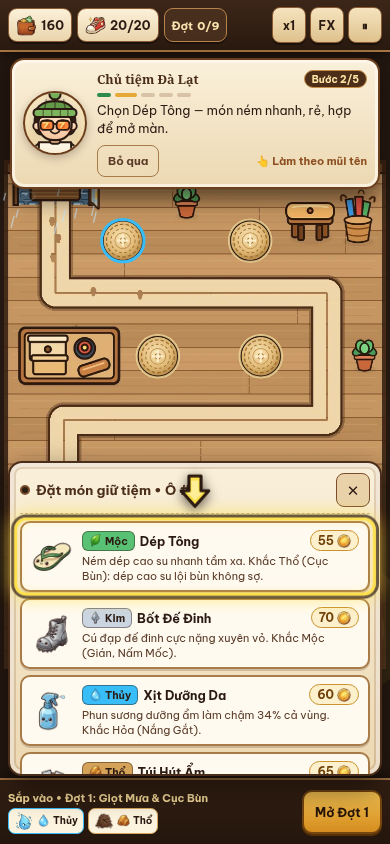 160
20/20
Đợt 0/9
x1
FX
Chủ tiệm Đà Lạt
Bước 2/5
Chọn Dép Tông — món ném nhanh, rẻ, hợp
để mở màn.
Bỏ qua
👆 Làm theo mũi tên
Đặt món giữ tiệm • Ô
×
Mộc Dép Tông 55
Ném dép cao su nhanh tầm xa. Khắc Thổ (Cục
Bùn): dép cao su lội bùn không sợ.
Kim Bốt Đế Đinh 70
Cú đạp đế đinh cực nặng xuyên vỏ. Khắc Mộc
(Gián, Nấm Mốc).
Thủy Xịt Dưỡng Da 60
Phun sương dưỡng ẩm làm chậm 34% cả vùng.
Khắc Hỏa (Nắng Gắt).
Thổ Túi Hút Ẩm 65
Sắp vào • Đợt 1: Giọt Mưa & Cục Bùn
Thủy Thổ
Mở Đợt 1